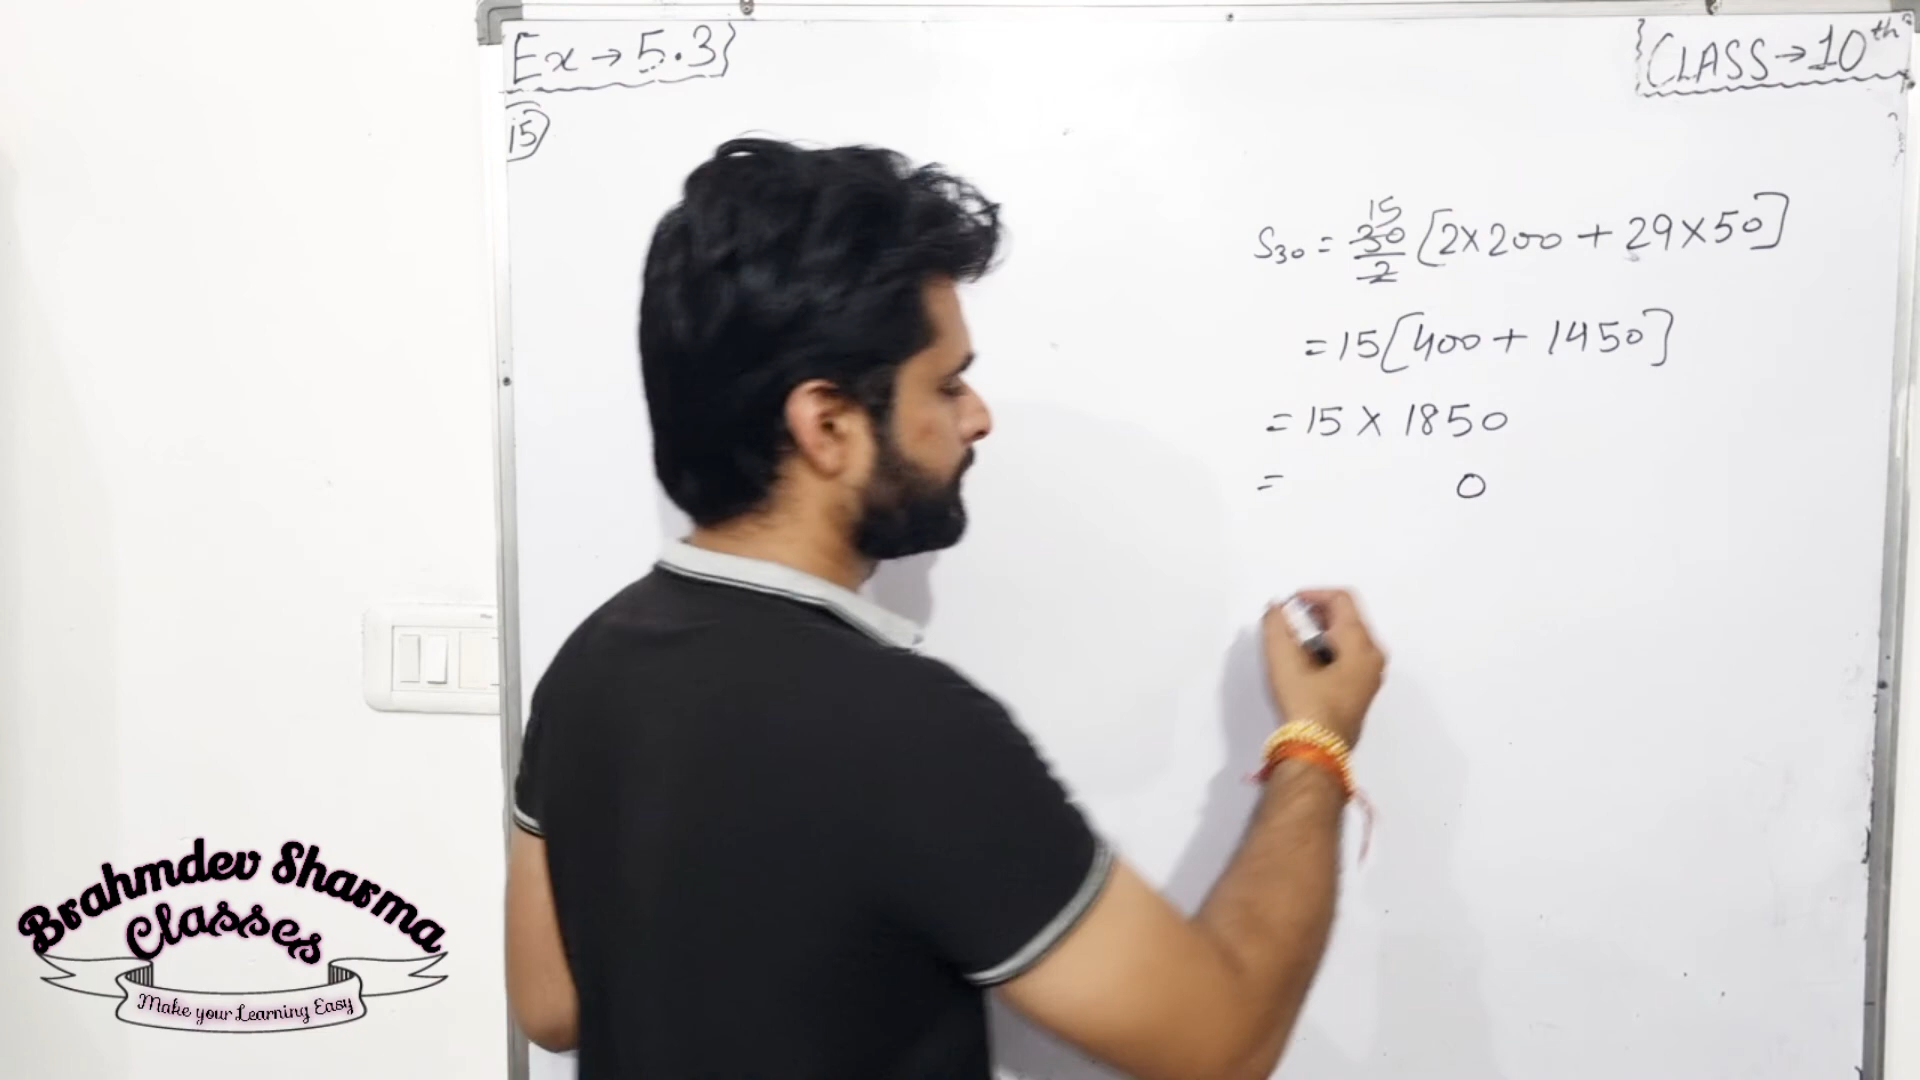 Ex → 5.3
CLASS → 10th
15
S30 = 15 30/2 [2×200 + 29×50]
= 15[400 + 1450]
= 15 × 1850
= 0
Brahmdev Sharma
Classes
Make your Learning Easy